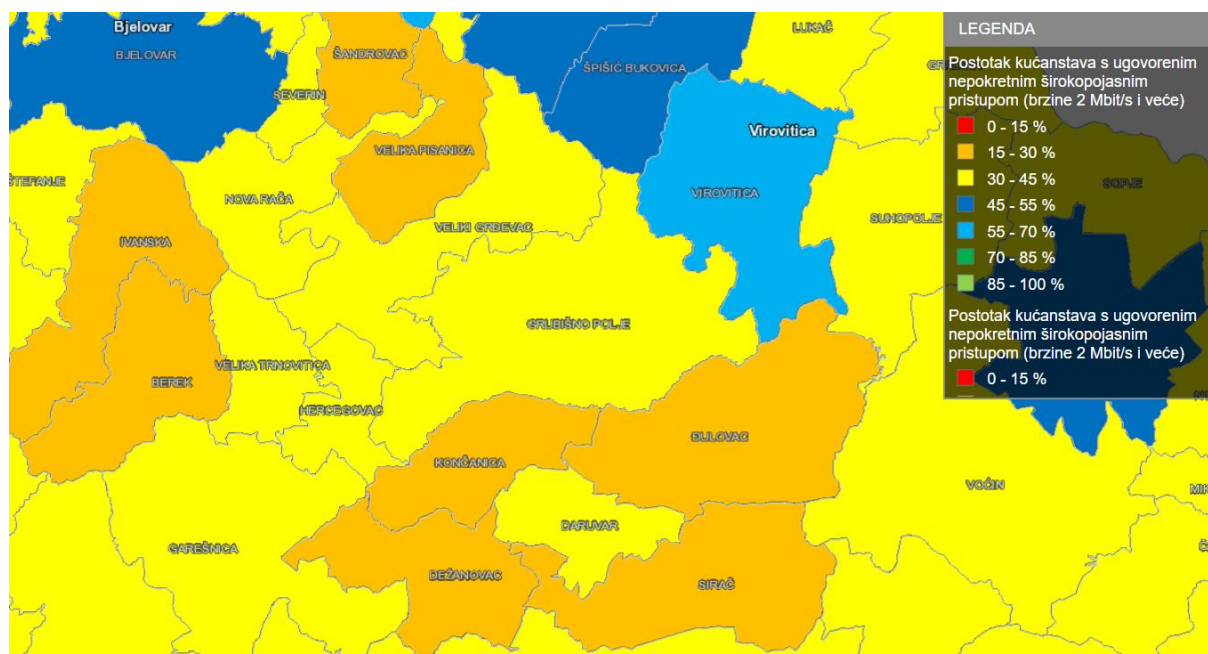 Bjelovar
BJELOVAR
ŠANDROVAC
SEVERIN
ŠPIŠIĆ BUKOVICA
LUKAČ
LEGENDA
Postotak kućanstava s ugovorenim
nepokretnim širokopojasnim
pristupom (brzine 2 Mbit/s i veće)
0 - 15 %
15 - 30 %
30 - 45 %
45 - 55 %
55 - 70 %
70 - 85 %
85 - 100 %
Postotak kućanstava s ugovorenim
nepokretnim širokopojasnim
pristupom (brzine 2 Mbit/s i veće)
0 - 15 %
Virovitica
VELIKA PISANICA
ŠTEFANJE
NOVA RAČA
VIROVITICA
SOPJE
SUHOPOLJE
VELIKI GRĐEVAC
IVANSKA
GRUBIŠNO POLJE
VELIKA TRNOVITICA
BEREK
HERCEGOVAC
ĐULOVAC
KONČANICA
VOĆIN
MIK
DARUVAR
GAREŠNICA
DEŽANOVAC
SIRAČ